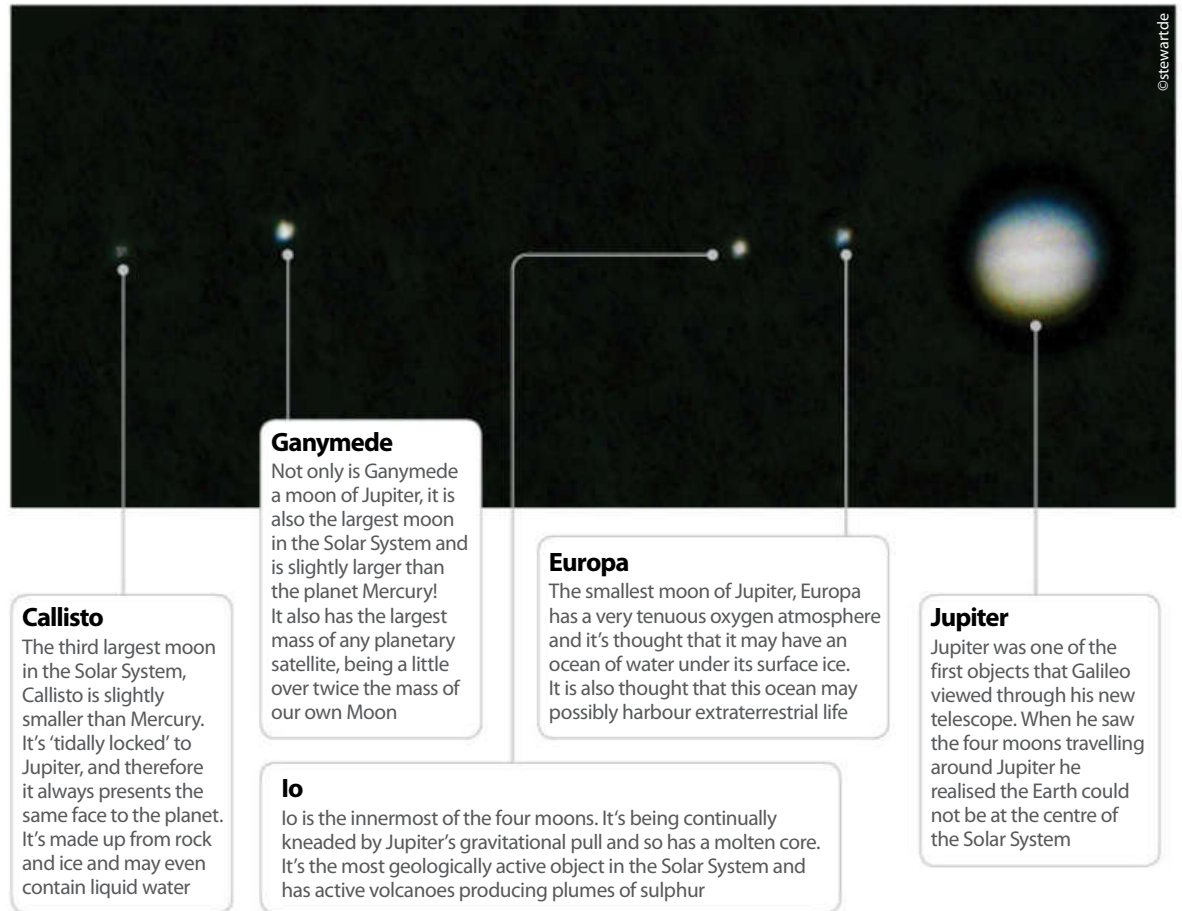 ©stewartde
Ganymede
Not only is Ganymede
a moon of Jupiter, it is
also the largest moon
in the Solar System and
is slightly larger than
the planet Mercury!
It also has the largest
mass of any planetary
satellite, being a little
over twice the mass of
our own Moon
Callisto
The third largest moon
in the Solar System,
Callisto is slightly
smaller than Mercury.
It's ‘tidally locked’ to
Jupiter, and therefore
it always presents the
same face to the planet.
It's made up from rock
and ice and may even
contain liquid water
Europa
The smallest moon of Jupiter, Europa
has a very tenuous oxygen atmosphere
and it's thought that it may have an
ocean of water under its surface ice.
It is also thought that this ocean may
possibly harbour extraterrestrial life
Io
Io is the innermost of the four moons. It's being continually
kneaded by Jupiter's gravitational pull and so has a molten core.
It's the most geologically active object in the Solar System and
has active volcanoes producing plumes of sulphur
Jupiter
Jupiter was one of the
first objects that Galileo
viewed through his new
telescope. When he saw
the four moons travelling
around Jupiter he
realised the Earth could
not be at the centre of
the Solar System